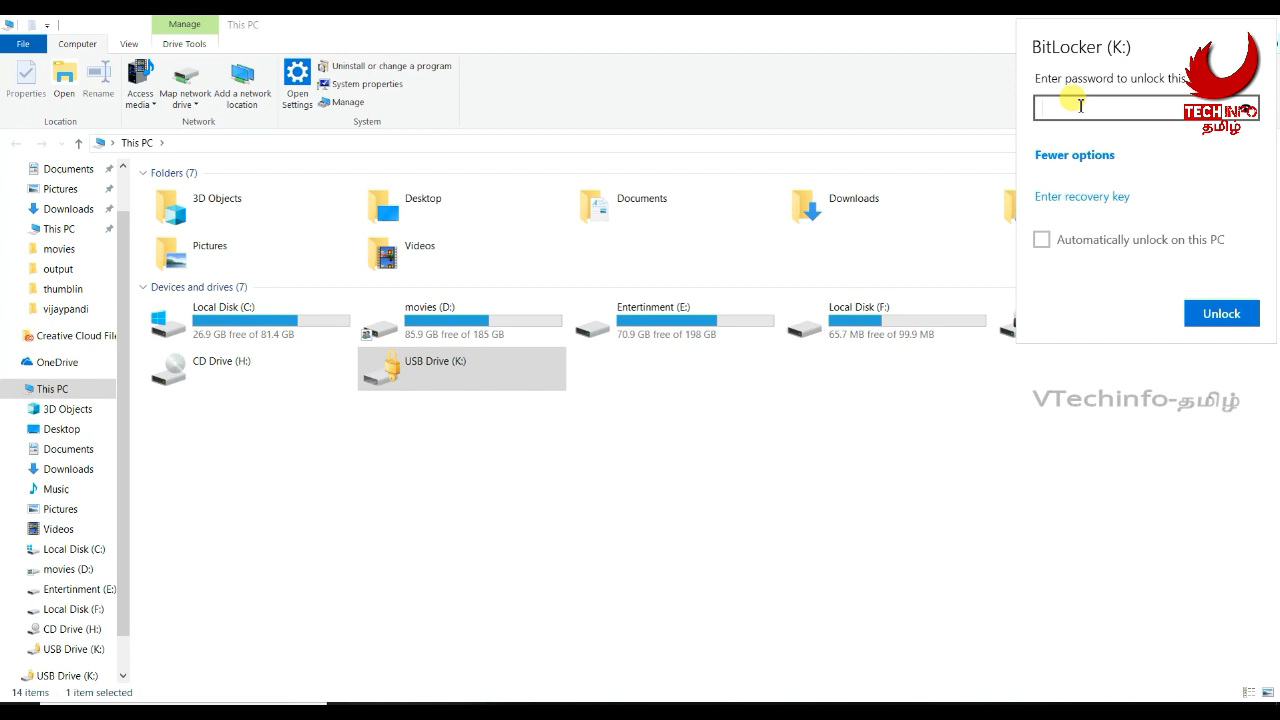 Manage
This PC
File
Computer
View
Drive Tools
Properties
Open
Rename
Access media
Map network drive
Add a network location
Open Settings
Uninstall or change a program
System properties
Manage
Location
Network
System
This PC
Documents
Pictures
Downloads
This PC
movies
output
thumblin
vijaypandi
Creative Cloud File
OneDrive
This PC
3D Objects
Desktop
Documents
Downloads
Music
Pictures
Videos
Local Disk (C:)
movies (D:)
Entertinment (E:)
Local Disk (F:)
CD Drive (H:)
USB Drive (K:)
USB Drive (K:)
Folders (7)
3D Objects
Desktop
Documents
Downloads
Pictures
Videos
Devices and drives (7)
Local Disk (C:)
26.9 GB free of 81.4 GB
movies (D:)
85.9 GB free of 185 GB
Entertinment (E:)
70.9 GB free of 198 GB
Local Disk (F:)
65.7 MB free of 99.9 MB
CD Drive (H:)
USB Drive (K:)
14 items
1 item selected
BitLocker (K:)
Enter password to unlock this
Fewer options
Enter recovery key
Automatically unlock on this PC
Unlock
TECH INFO
தமிழ்
VTechinfo-தமிழ்